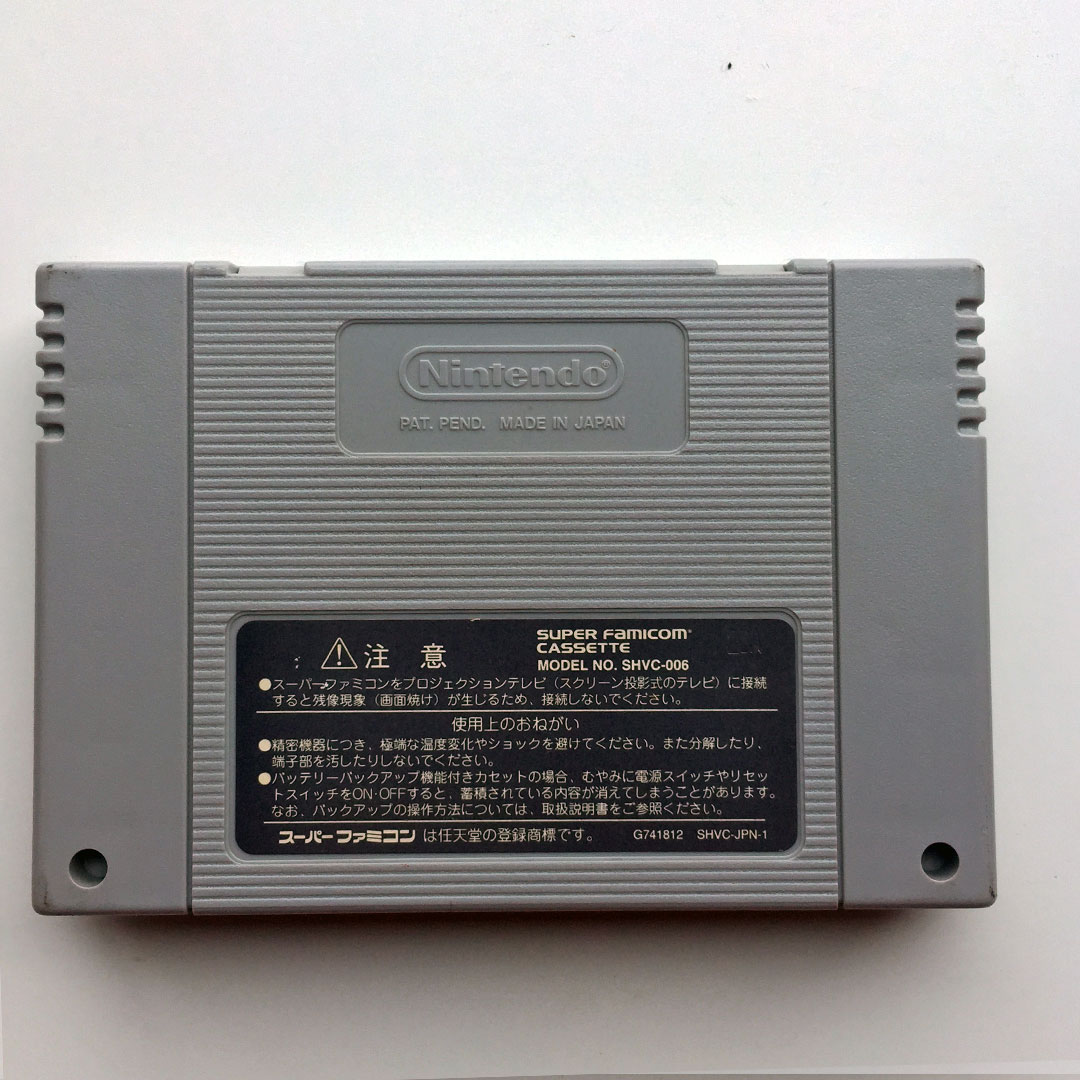 Nintendo®
PAT. PEND. MADE IN JAPAN
注意
SUPER FAMICOM®
CASSETTE
MODEL NO. SHVC-006
●スーパーファミコンをプロジェクションテレビ（スクリーン投影式のテレビ）に接続
すると残像現象（画面焼け）が生じるため、接続しないでください。
使用上のおねがい
●精密機器につき、極端な温度変化やショックを避けてください。また分解したり、
端子部を汚したりしないでください。
●バッテリーバックアップ機能付きカセットの場合、むやみに電源スイッチやリセッ
トスイッチをON・OFFすると、蓄積されている内容が消えてしまうことがあります。
なお、バックアップの操作方法については、取扱説明書をご参照ください。
スーパーファミコン は任天堂の登録商標です。 G741812 SHVC-JPN-1